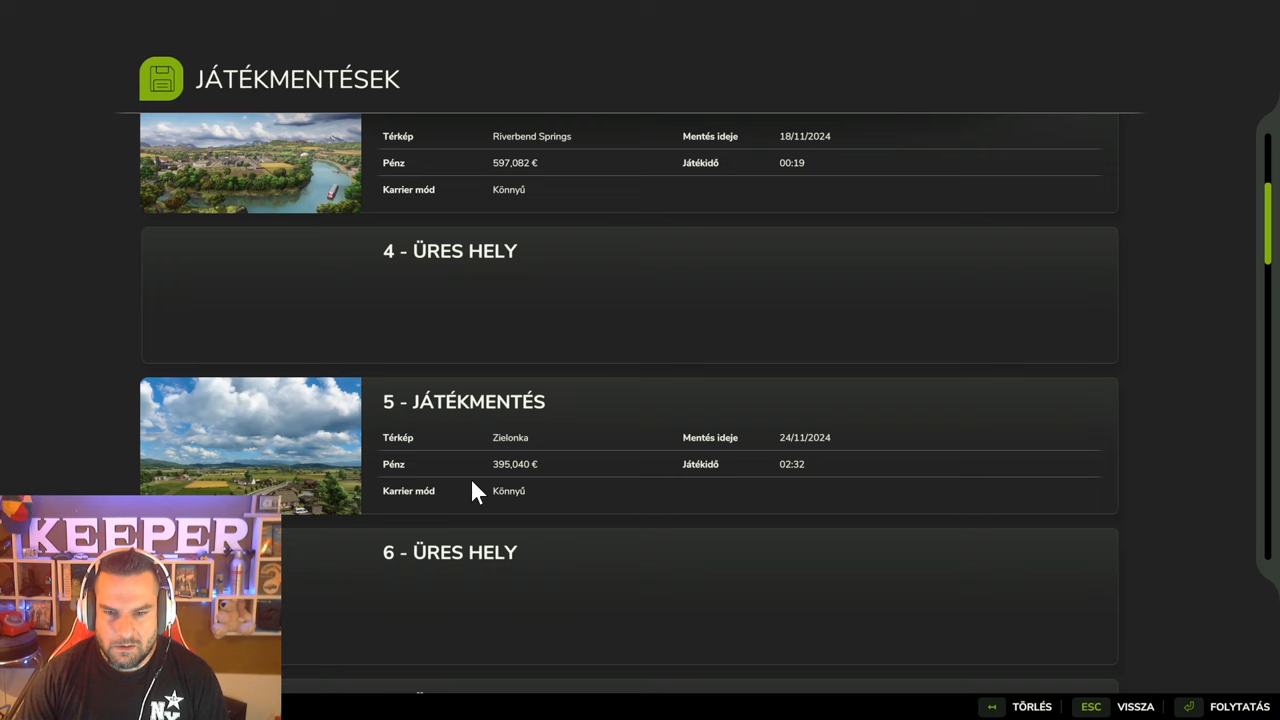 JÁTÉKMENTÉSEK
Térkép Riverbend Springs Mentés ideje 18/11/2024
Pénz 597,082 € Játékidő 00:19
Karrier mód Könnyű
4 - ÜRES HELY
5 - JÁTÉKMENTÉS
Térkép Zielonka Mentés ideje 24/11/2024
Pénz 395,040 € Játékidő 02:32
Karrier mód Könnyű
6 - ÜRES HELY
KEEPER
NY
TÖRLÉS ESC VISSZA FOLYTATÁS